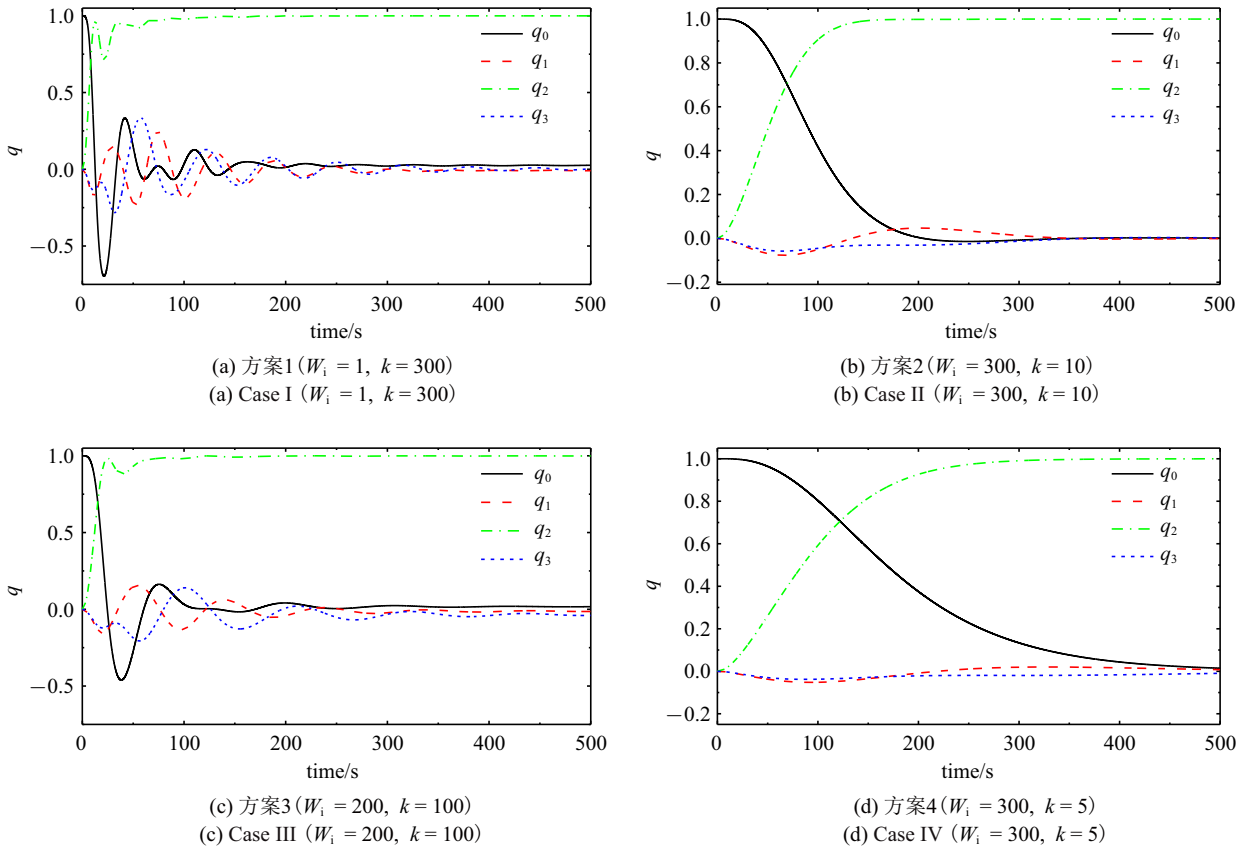 1.0
0.5
0.0
−0.5
q
0
100
200
300
400
500
time/s
q0
q1
q2
q3
(a) 方案1(Wi = 1, k = 300)
(a) Case I (Wi = 1, k = 300)
1.0
0.8
0.6
0.4
0.2
0.0
−0.2
q
0
100
200
300
400
500
time/s
q0
q1
q2
q3
(b) 方案2(Wi = 300, k = 10)
(b) Case II (Wi = 300, k = 10)
1.0
0.5
0.0
−0.5
q
0
100
200
300
400
500
time/s
q0
q1
q2
q3
(c) 方案3(Wi = 200, k = 100)
(c) Case III (Wi = 200, k = 100)
1.0
0.8
0.6
0.4
0.2
0.0
−0.2
q
0
100
200
300
400
500
time/s
q0
q1
q2
q3
(d) 方案4(Wi = 300, k = 5)
(d) Case IV (Wi = 300, k = 5)